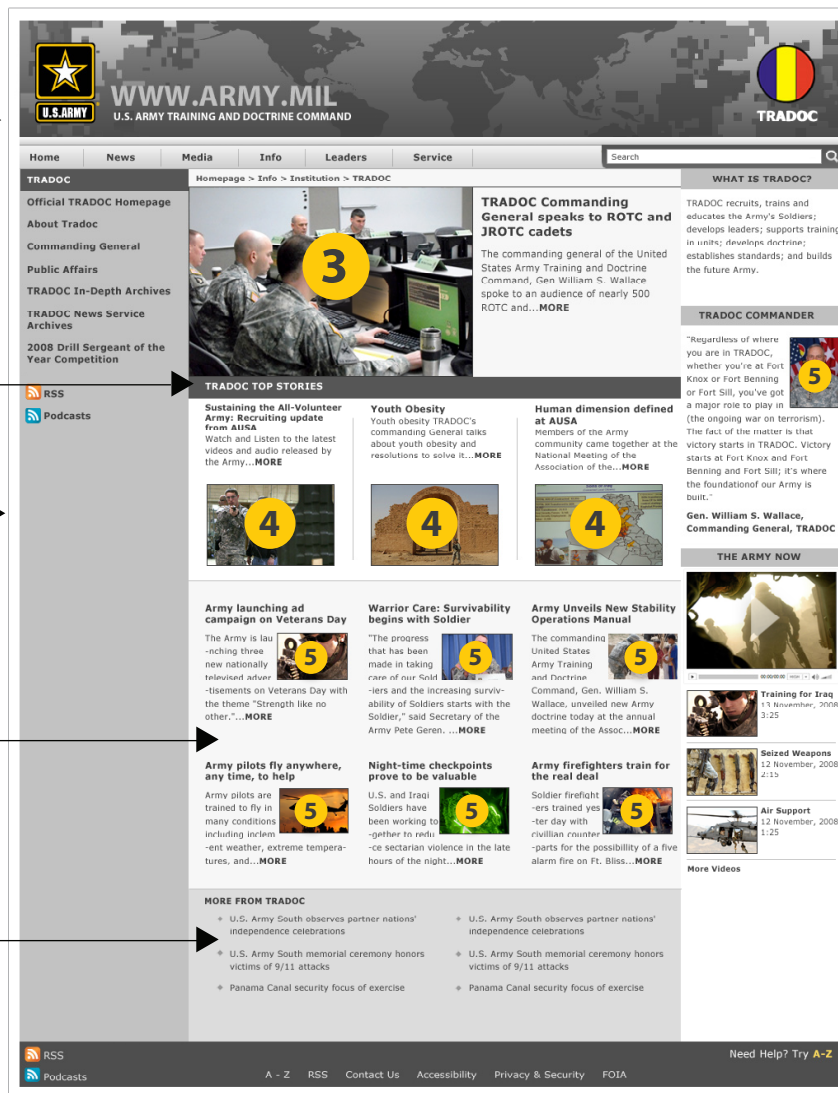 WWW.ARMY.MIL
U.S.ARMY
U.S. ARMY TRAINING AND DOCTRINE COMMAND
TRADOC
Home
News
Media
Info
Leaders
Service
Search
TRADOC
Official TRADOC Homepage
About Tradoc
Commanding General
Public Affairs
TRADOC In-Depth Archives
TRADOC News Service
Archives
2008 Drill Sergeant of the
Year Competition
RSS
Podcasts
Homepage > Info > Institution > TRADOC
3
TRADOC Commanding
General speaks to ROTC and
JROTC cadets
The commanding general of the United
States Army Training and Doctrine
Command, Gen William S. Wallace
spoke to an audience of nearly 500
ROTC and...MORE
TRADOC TOP STORIES
Sustaining the All-Volunteer
Army: Recruiting update
from AUSA
Watch and Listen to the latest
videos and audio released by
the Army...MORE
4
Youth Obesity
Youth obesity TRADOC's
commanding General talks
about youth obesity and
resolutions to solve it...MORE
4
Human dimension defined
at AUSA
Members of the Army
community came together at the
National Meeting of the
Association of the...MORE
4
Army launching ad
campaign on Veterans Day
The Army is lau
-nching three
new nationally
televised adver
-tisements on Veterans Day with
the theme "Strength like no
other."...MORE
5
Warrior Care: Survivability
begins with Soldier
"The progress
that has been
made in taking
care of our Sold
-iers and the increasing surviv-
ability of Soldiers starts with the
Soldier," said Secretary of the
Army Pete Geren. ...MORE
5
Army Unveils New Stability
Operations Manual
The commanding
United States
Army Training
and Doctrine
Command, Gen. William S.
Wallace, unveiled new Army
doctrine today at the annual
meeting of the Assoc...MORE
5
Army pilots fly anywhere,
any time, to help
Army pilots are
trained to fly in
many conditions
including inclem
-ent weather, extreme tempera-
tures, and...MORE
5
Night-time checkpoints
prove to be valuable
U.S. and Iraqi
Soldiers have
been working to
-gether to redu
-ce sectarian violence in the late
hours of the night...MORE
5
Army firefighters train for
the real deal
Soldier firefight
-ers trained yes
-ter day with
civillian counter
-parts for the possibillity of a five
alarm fire on Ft. Bliss...MORE
5
MORE FROM TRADOC
U.S. Army South observes partner nations'
independence celebrations
U.S. Army South memorial ceremony honors
victims of 9/11 attacks
Panama Canal security focus of exercise
U.S. Army South observes partner nations'
independence celebrations
U.S. Army South memorial ceremony honors
victims of 9/11 attacks
Panama Canal security focus of exercise
WHAT IS TRADOC?
TRADOC recruits, trains and
educates the Army's Soldiers;
develops leaders; supports training
in units; develops doctrine;
establishes standards; and builds
the future Army.
TRADOC COMMANDER
"Regardless of where
you are in TRADOC,
whether you're at Fort
Knox or Fort Benning
or Fort Sill, you've got
a major role to play in
(the ongoing war on terrorism).
The fact of the matter is that
victory starts in TRADOC. Victory
starts at Fort Knox and Fort
Benning and Fort Sill; it's where
the foundationof our Army is
built."
5
Gen. William S. Wallace,
Commanding General, TRADOC
THE ARMY NOW
00:00/00:00
Training for Iraq
13 November, 2008
3:25
Seized Weapons
12 November, 2008
2:15
Air Support
12 November, 2008
1:25
More Videos
RSS
Podcasts
A - Z
RSS
Contact Us
Accessibility
Privacy & Security
FOIA
Need Help? Try A-Z